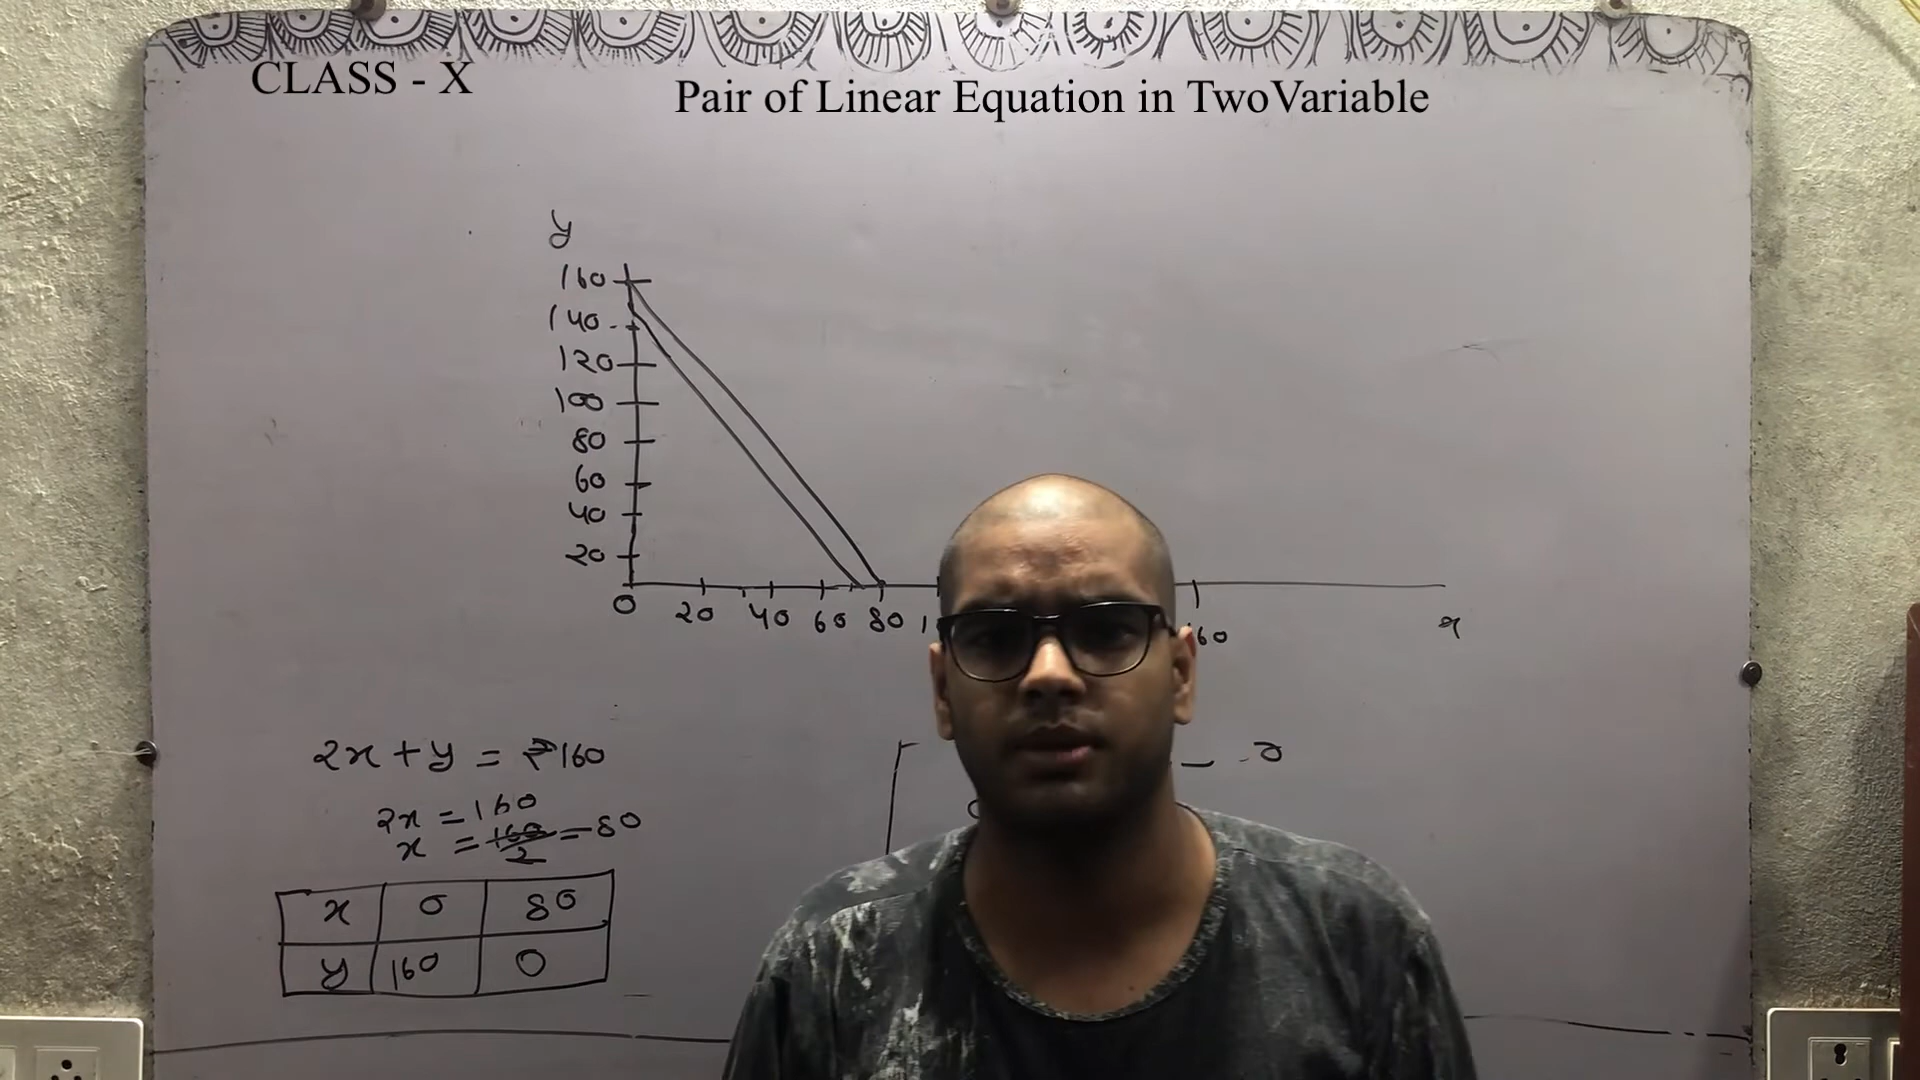 CLASS - X
Pair of Linear Equation in TwoVariable
y
160
140
120
100
80
60
40
20
0 20 40 60 80
60
x
2x + y = ₹160
2x = 160
x = 160/2 = 80
x 0 80
y 160 0